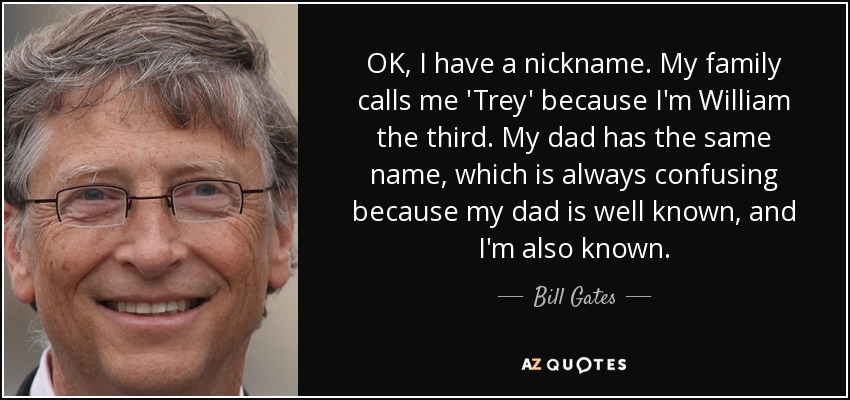 OK, I have a nickname. My family
calls me 'Trey' because I'm William
the third. My dad has the same
name, which is always confusing
because my dad is well known, and
I'm also known.
Bill Gates
AZ QUOTES